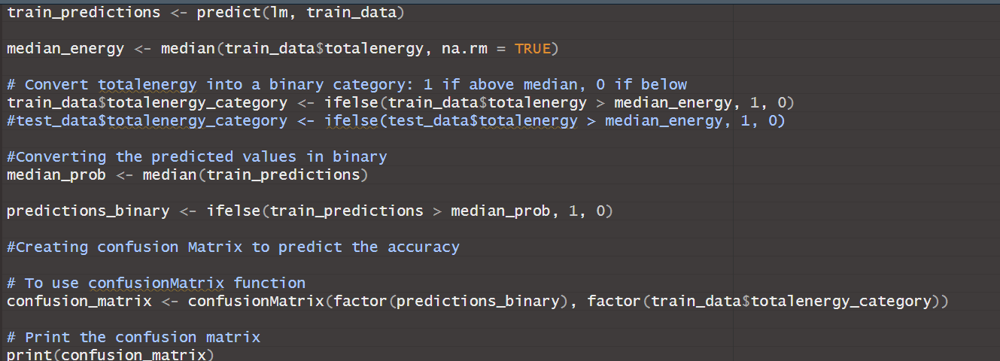 train_predictions <- predict(lm, train_data)
median_energy <- median(train_data$totalenergy, na.rm = TRUE)
# Convert totalenergy into a binary category: 1 if above median, 0 if below
train_data$totalenergy_category <- ifelse(train_data$totalenergy > median_energy, 1, 0)
#test_data$totalenergy_category <- ifelse(test_data$totalenergy > median_energy, 1, 0)
#Converting the predicted values in binary
median_prob <- median(train_predictions)
predictions_binary <- ifelse(train_predictions > median_prob, 1, 0)
#Creating confusion Matrix to predict the accuracy
# To use confusionMatrix function
confusion_matrix <- confusionMatrix(factor(predictions_binary), factor(train_data$totalenergy_category))
# Print the confusion matrix
print(confusion_matrix)